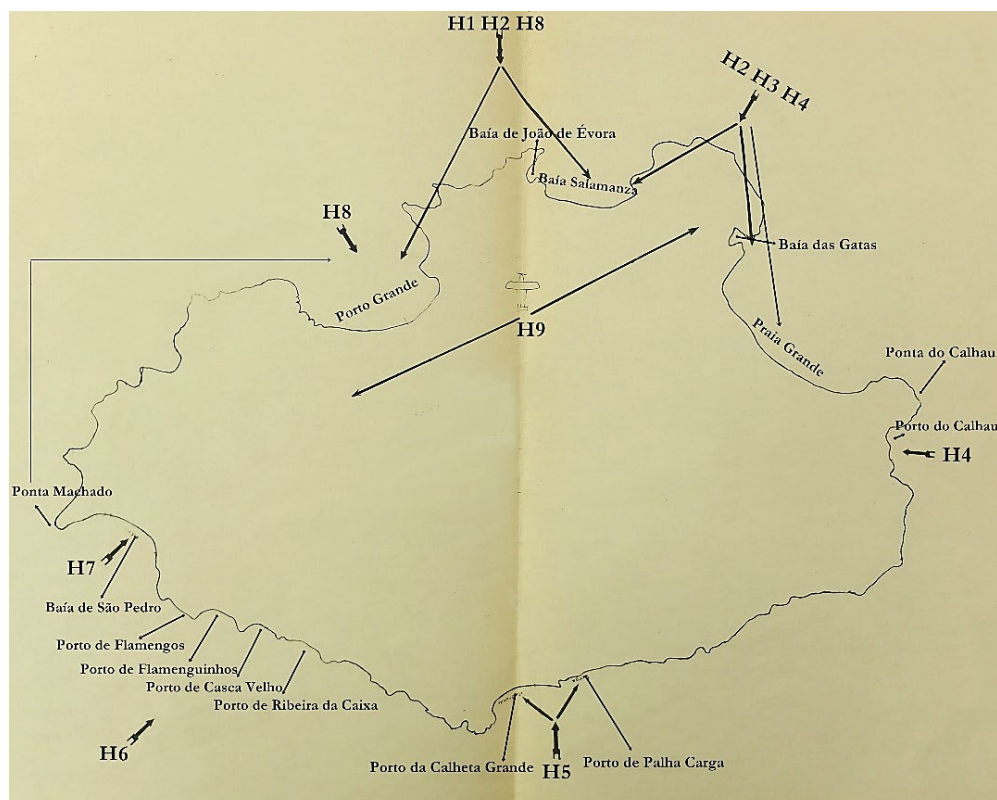 H1 H2 H8
H2 H3 H4
Baía de João de Évora
Baía Salamanza
H8
Baía das Gatas
Porto Grande
H9
Praia Grande
Ponta do Calhau
Porto do Calhau
H4
Ponta Machado
H7
Baía de São Pedro
Porto de Flamengos
Porto de Flamenguinhos
Porto de Casca Velho
Porto de Ribeira da Caixa
H6
Porto da Calheta Grande
H5
Porto de Palha Carga